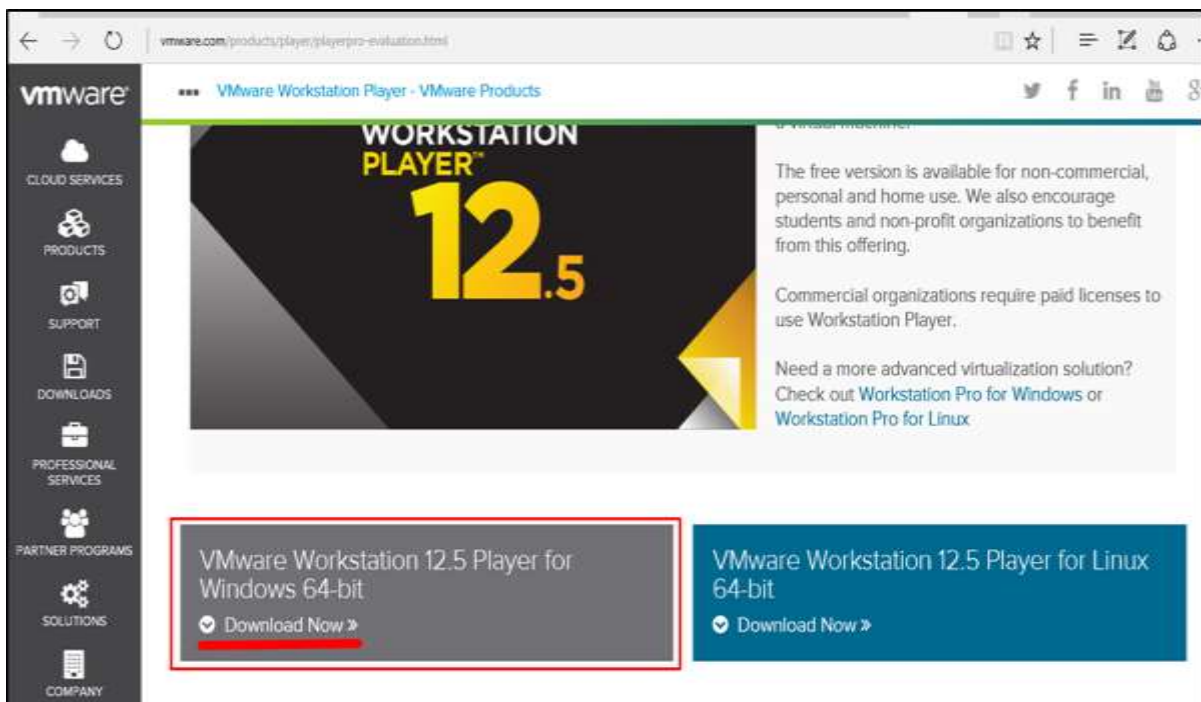 vmware.com/products/player/playerpro-evaluation.html
vmware
VMware Workstation Player - VMware Products
CLOUD SERVICES
PRODUCTS
SUPPORT
DOWNLOADS
PROFESSIONAL
SERVICES
PARTNER PROGRAMS
SOLUTIONS
COMPANY
WORKSTATION
PLAYER™
12.5
a virtual machine.
The free version is available for non-commercial,
personal and home use. We also encourage
students and non-profit organizations to benefit
from this offering.
Commercial organizations require paid licenses to
use Workstation Player.
Need a more advanced virtualization solution?
Check out Workstation Pro for Windows or
Workstation Pro for Linux
VMware Workstation 12.5 Player for
Windows 64-bit
Download Now »
VMware Workstation 12.5 Player for Linux
64-bit
Download Now »